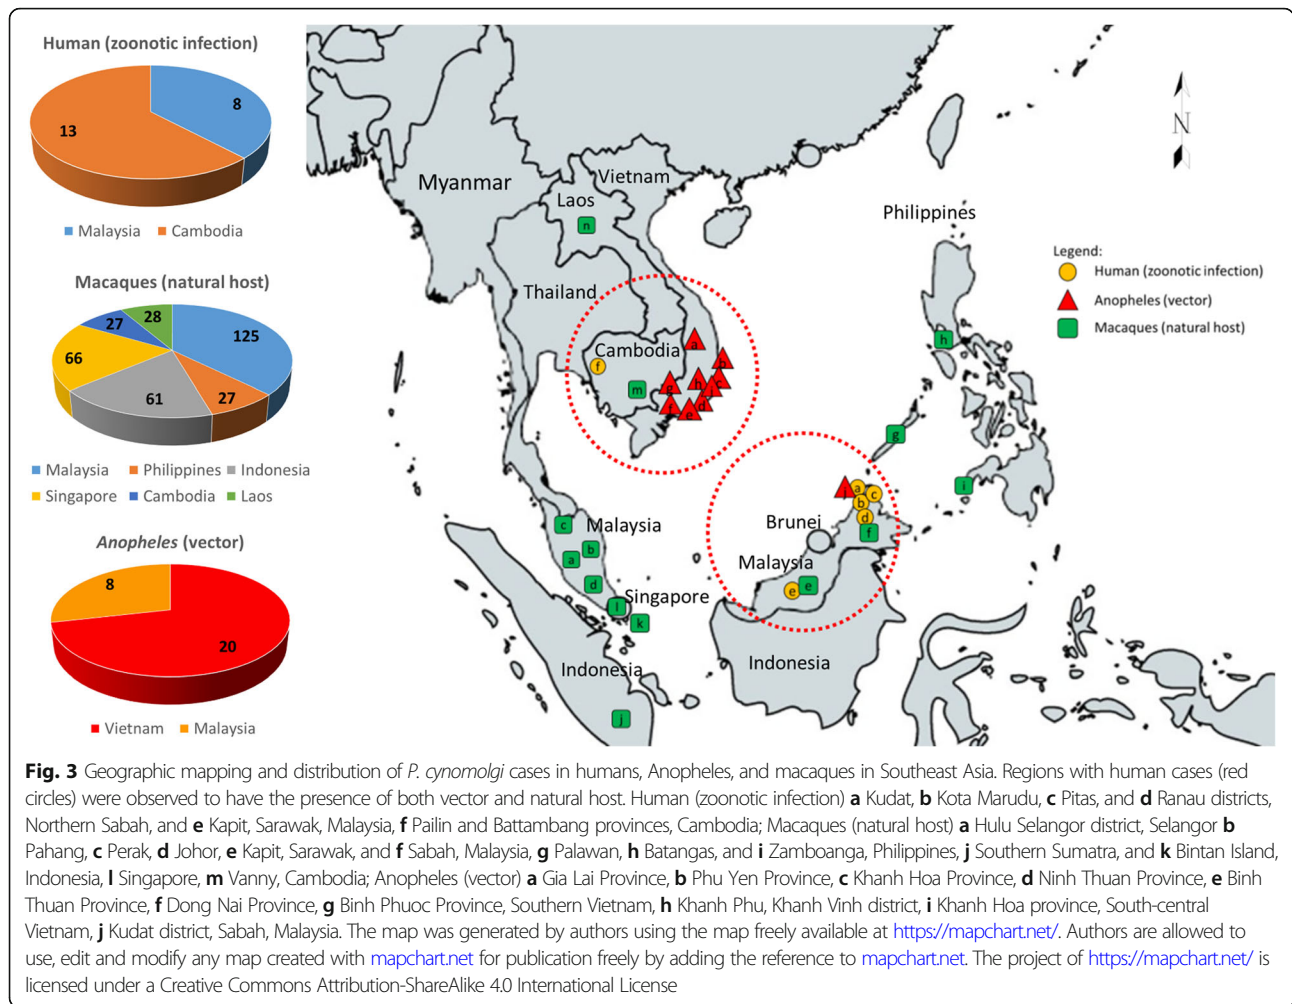 Human (zoonotic infection)
8
13
Malaysia Cambodia
Macaques (natural host)
27 28 125
66
61 27
Malaysia Philippines Indonesia
Singapore Cambodia Laos
Anopheles (vector)
8
20
Vietnam Malaysia
Myanmar
Vietnam
Laos
n
Thailand
Cambodia
f
m
a
b
c
g
h
i
f
d
e
Philippines
h
g
i
N
Legend:
Human (zoonotic infection)
Anopheles (vector)
Macaques (natural host)
c
Malaysia
b
a
d
Singapore
l
k
Indonesia
j
a
c
b
d
f
Brunei
Malaysia
e
e
Indonesia
Fig. 3 Geographic mapping and distribution of P. cynomolgi cases in humans, Anopheles, and macaques in Southeast Asia. Regions with human cases (red
circles) were observed to have the presence of both vector and natural host. Human (zoonotic infection) a Kudat, b Kota Marudu, c Pitas, and d Ranau districts,
Northern Sabah, and e Kapit, Sarawak, Malaysia, f Pailin and Battambang provinces, Cambodia; Macaques (natural host) a Hulu Selangor district, Selangor b
Pahang, c Perak, d Johor, e Kapit, Sarawak, and f Sabah, Malaysia, g Palawan, h Batangas, and i Zamboanga, Philippines, j Southern Sumatra, and k Bintan Island,
Indonesia, l Singapore, m Vanny, Cambodia; Anopheles (vector) a Gia Lai Province, b Phu Yen Province, c Khanh Hoa Province, d Ninh Thuan Province, e Binh
Thuan Province, f Dong Nai Province, g Binh Phuoc Province, Southern Vietnam, h Khanh Phu, Khanh Vinh district, i Khanh Hoa province, South-central
Vietnam, j Kudat district, Sabah, Malaysia. The map was generated by authors using the map freely available at https://mapchart.net/. Authors are allowed to
use, edit and modify any map created with mapchart.net for publication freely by adding the reference to mapchart.net. The project of https://mapchart.net/ is
licensed under a Creative Commons Attribution-ShareAlike 4.0 International License